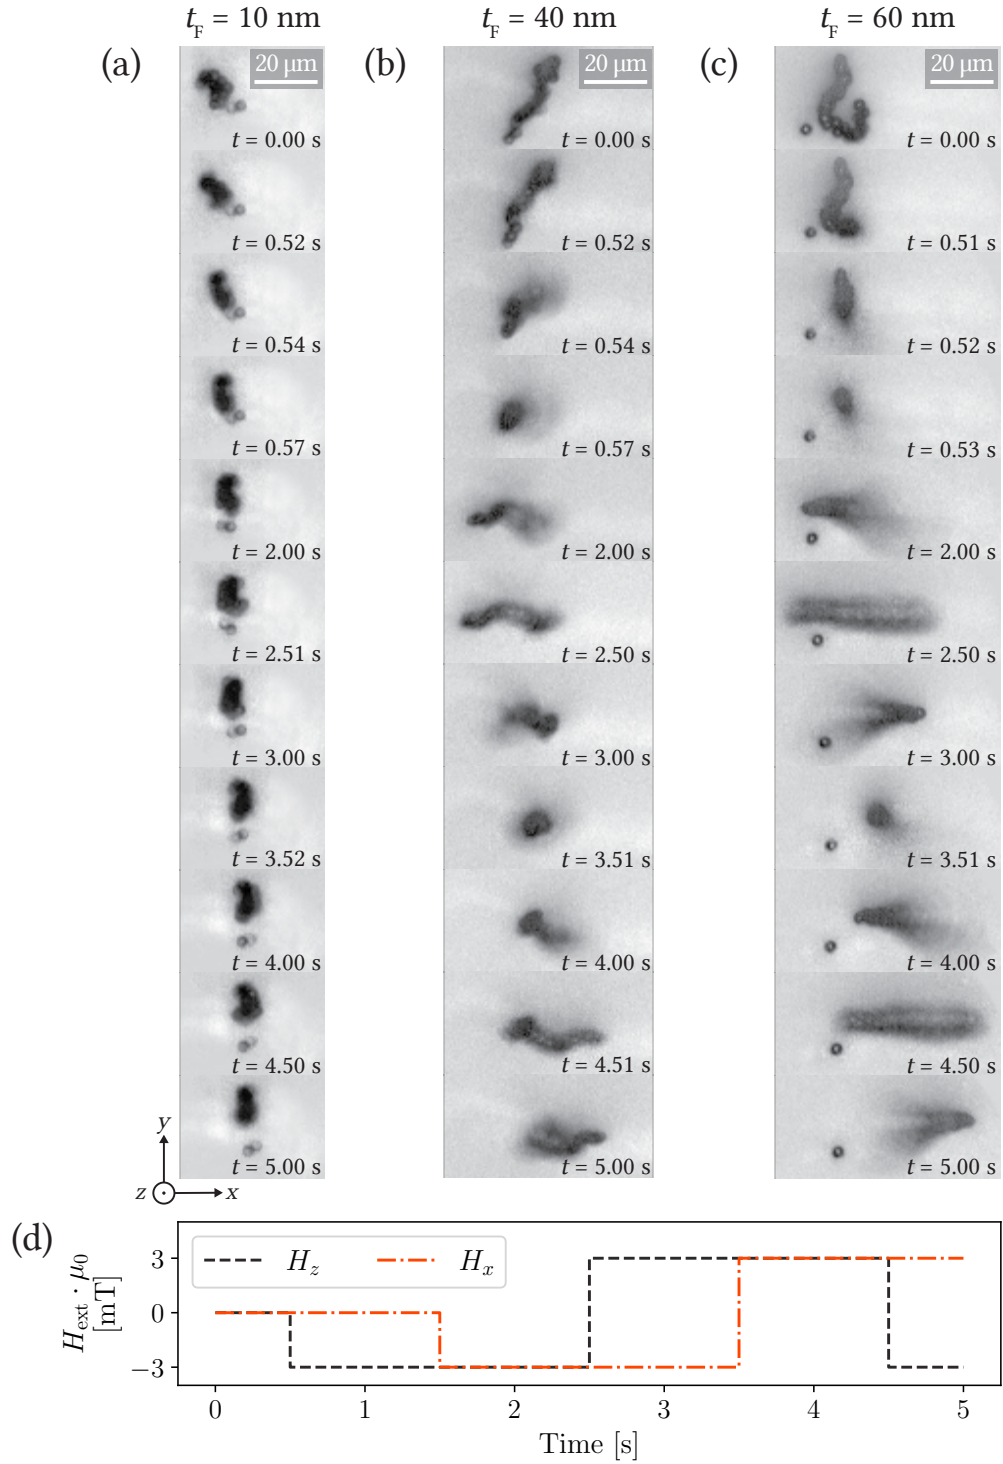 t_F = 10 nm
t_F = 40 nm
t_F = 60 nm
(a)
20 μm
t = 0.00 s
t = 0.52 s
t = 0.54 s
t = 0.57 s
t = 2.00 s
t = 2.51 s
t = 3.00 s
t = 3.52 s
t = 4.00 s
t = 4.50 s
t = 5.00 s
(b)
20 μm
t = 0.00 s
t = 0.52 s
t = 0.54 s
t = 0.57 s
t = 2.00 s
t = 2.50 s
t = 3.00 s
t = 3.51 s
t = 4.00 s
t = 4.51 s
t = 5.00 s
(c)
20 μm
t = 0.00 s
t = 0.51 s
t = 0.52 s
t = 0.53 s
t = 2.00 s
t = 2.50 s
t = 3.00 s
t = 3.51 s
t = 4.00 s
t = 4.50 s
t = 5.00 s
y
z
x
(d)
H_ext · μ_0
[mT]
3
0
−3
H_z
H_x
0 1 2 3 4 5
Time [s]